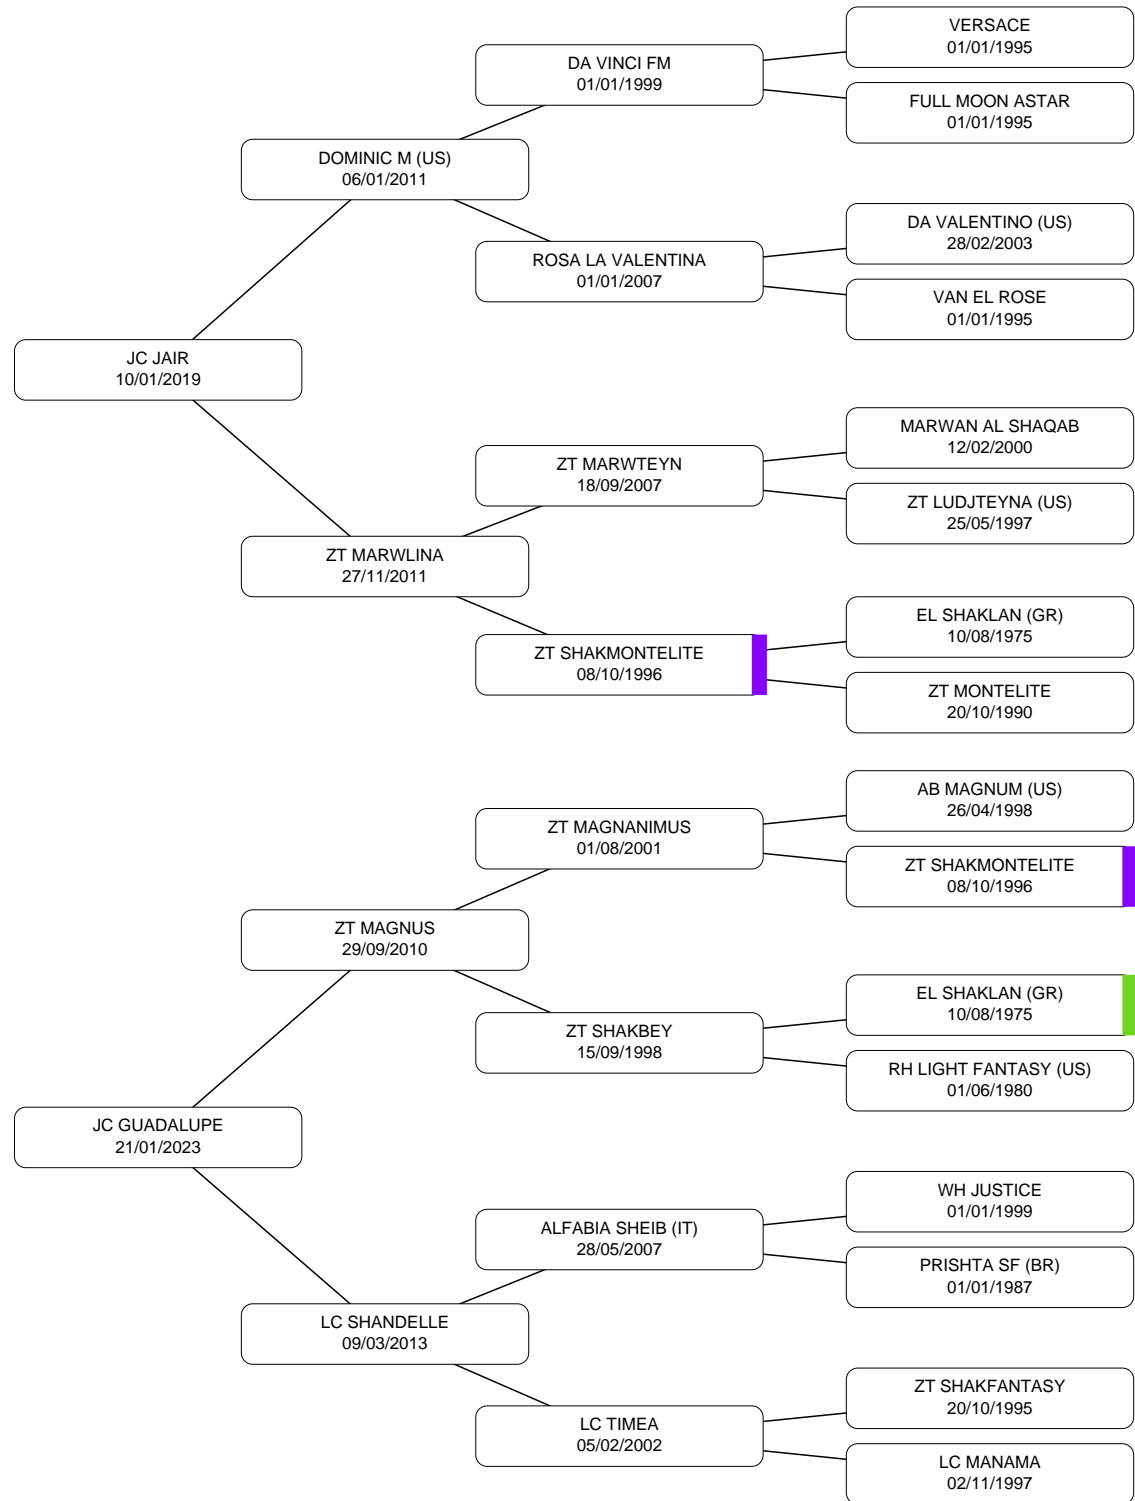 VERSACE
01/01/1995
DA VINCI FM
01/01/1999
FULL MOON ASTAR
01/01/1995
DOMINIC M (US)
06/01/2011
DA VALENTINO (US)
28/02/2003
ROSA LA VALENTINA
01/01/2007
VAN EL ROSE
01/01/1995
JC JAIR
10/01/2019
MARWAN AL SHAQAB
12/02/2000
ZT MARWTEYN
18/09/2007
ZT LUDJTEYNA (US)
25/05/1997
ZT MARWLINA
27/11/2011
EL SHAKLAN (GR)
10/08/1975
ZT SHAKMONTELITE
08/10/1996
ZT MONTELITE
20/10/1990
AB MAGNUM (US)
26/04/1998
ZT MAGNANIMUS
01/08/2001
ZT SHAKMONTELITE
08/10/1996
ZT MAGNUS
29/09/2010
EL SHAKLAN (GR)
10/08/1975
ZT SHAKBEY
15/09/1998
RH LIGHT FANTASY (US)
01/06/1980
JC GUADALUPE
21/01/2023
WH JUSTICE
01/01/1999
ALFABIA SHEIB (IT)
28/05/2007
PRISHTA SF (BR)
01/01/1987
LC SHANDELLE
09/03/2013
ZT SHAKFANTASY
20/10/1995
LC TIMEA
05/02/2002
LC MANAMA
02/11/1997